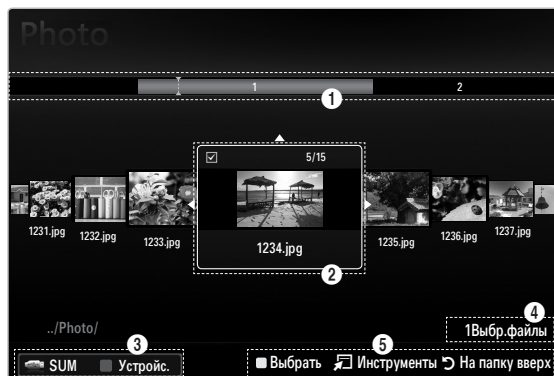 Photo
1 2
1
5/15
1231.jpg 1232.jpg 1233.jpg 1234.jpg 1235.jpg 1236.jpg 1237.jpg
2
../Photo/
4
1Выбр.файлы
3 5
SUM Устройс. Выбрать Инструменты На папку вверх